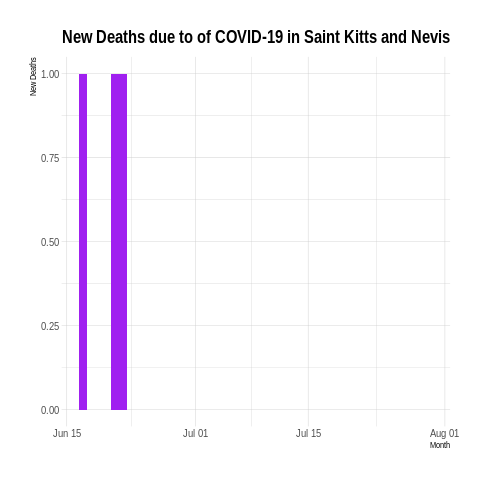 New Deaths due to of COVID-19 in Saint Kitts and Nevis
New Deaths
1.00
0.75
0.50
0.25
0.00
Jun 15 Jul 01 Jul 15 Aug 01
Month